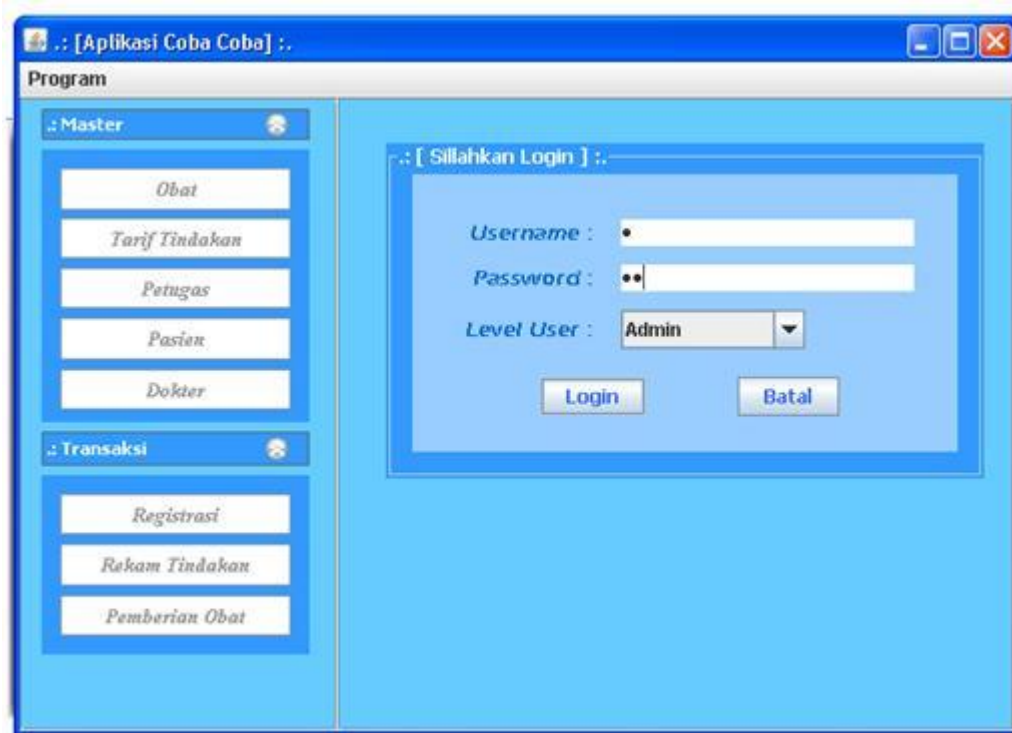 .: [Aplikasi Coba Coba] :.
Program
.: Master
Obat
Tarif Tindakan
Petugas
Pasien
Dokter
.: Transaksi
Registrasi
Rekam Tindakan
Pemberian Obat
.: [ Sillahkan Login ] :.
Username : •
Password : ••
Level User : Admin
Login Batal